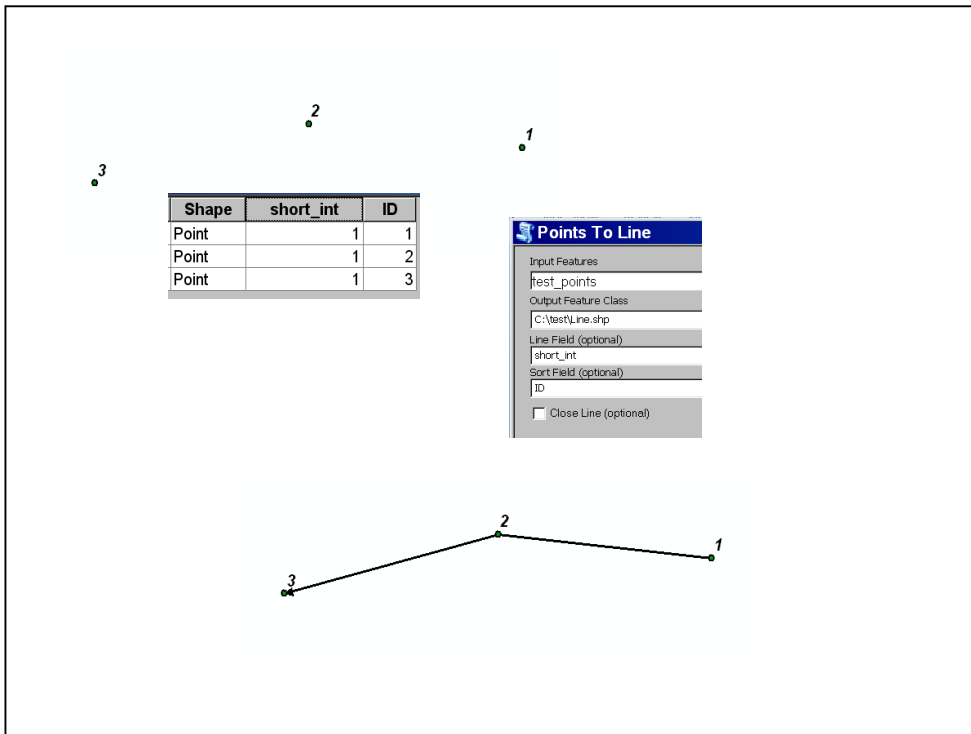 2
1
3
Shape short_int ID
Point 1 1
Point 1 2
Point 1 3
Points To Line
Input Features
test_points
Output Feature Class
C:\test\Line.shp
Line Field (optional)
short_int
Sort Field (optional)
ID
Close Line (optional)
2
1
3